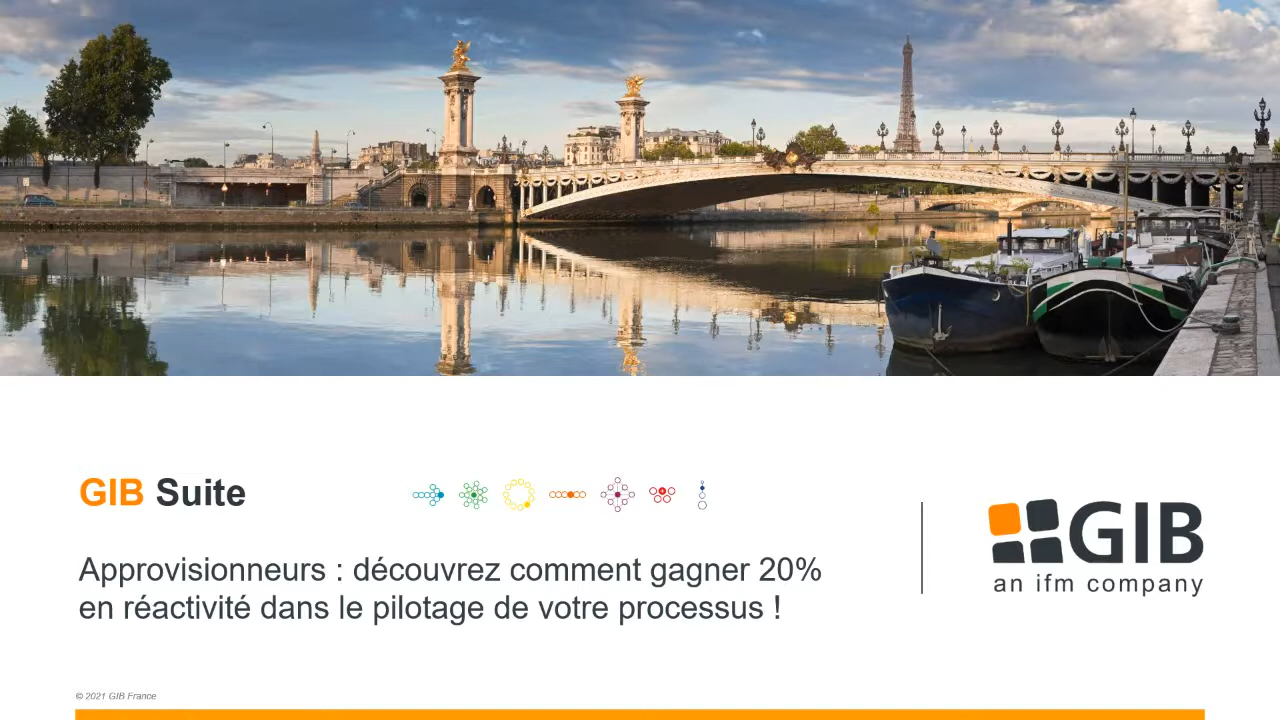 GIB Suite
Approvisionneurs : découvrez comment gagner 20%
en réactivité dans le pilotage de votre processus !
GIB
an ifm company
© 2021 GIB France